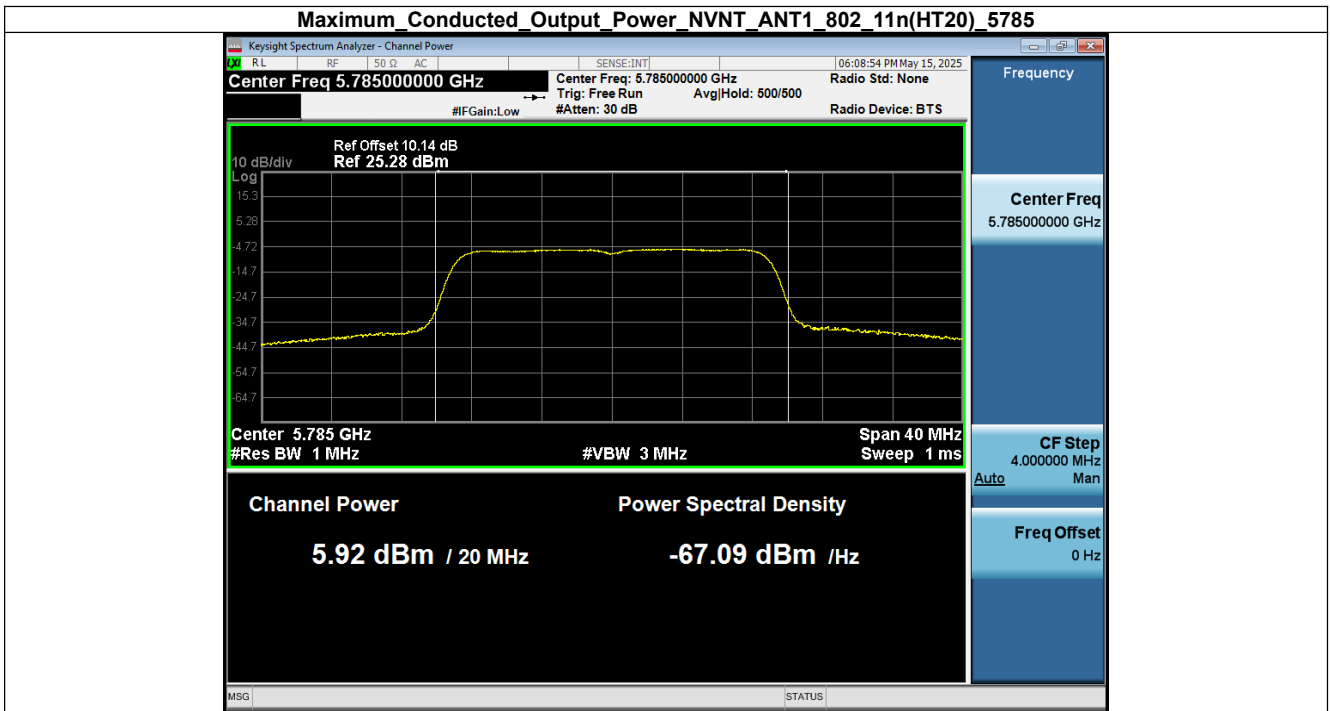 Maximum_Conducted_Output_Power_NVNT_ANT1_802_11n(HT20)_5785
Keysight Spectrum Analyzer - Channel Power
LXI RL RF 50 Ω AC SENSE:INT 06:08:54 PM May 15, 2025
Center Freq 5.785000000 GHz
Center Freq: 5.785000000 GHz
Radio Std: None
Trig: Free Run
Avg|Hold: 500/500
#IFGain:Low
#Atten: 30 dB
Radio Device: BTS
Ref Offset 10.14 dB
10 dB/div
Ref 25.28 dBm
Log
15.3
5.28
-4.72
-14.7
-24.7
-34.7
-44.7
-54.7
-64.7
Center 5.785 GHz
Span 40 MHz
#Res BW 1 MHz
#VBW 3 MHz
Sweep 1 ms
Channel Power
Power Spectral Density
5.92 dBm / 20 MHz
-67.09 dBm /Hz
Frequency
Center Freq
5.785000000 GHz
CF Step
4.000000 MHz
Auto Man
Freq Offset
0 Hz
MSG
STATUS